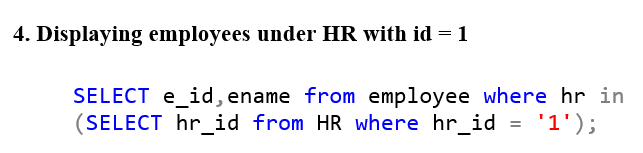 4. Displaying employees under HR with id = 1
SELECT e_id,ename from employee where hr in
(SELECT hr_id from HR where hr_id = '1');